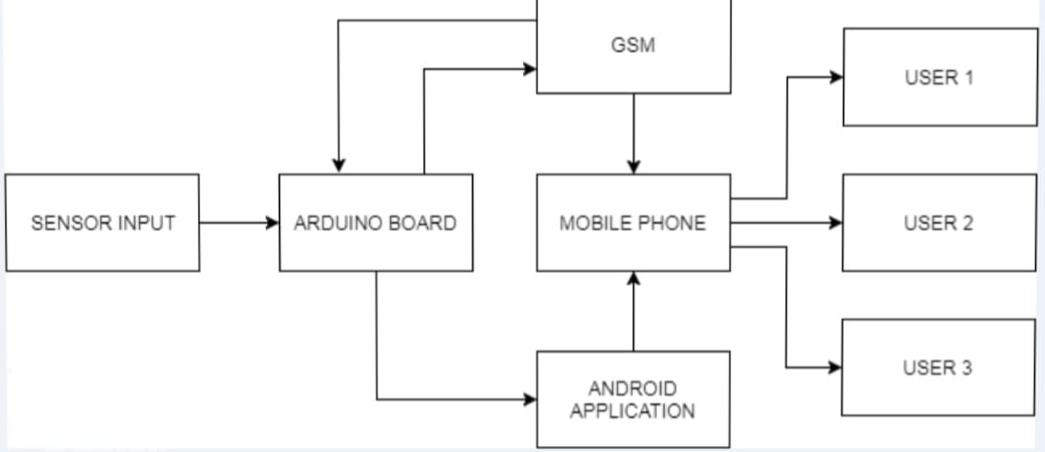 GSM
USER 1
SENSOR INPUT
ARDUINO BOARD
MOBILE PHONE
USER 2
USER 3
ANDROID
APPLICATION